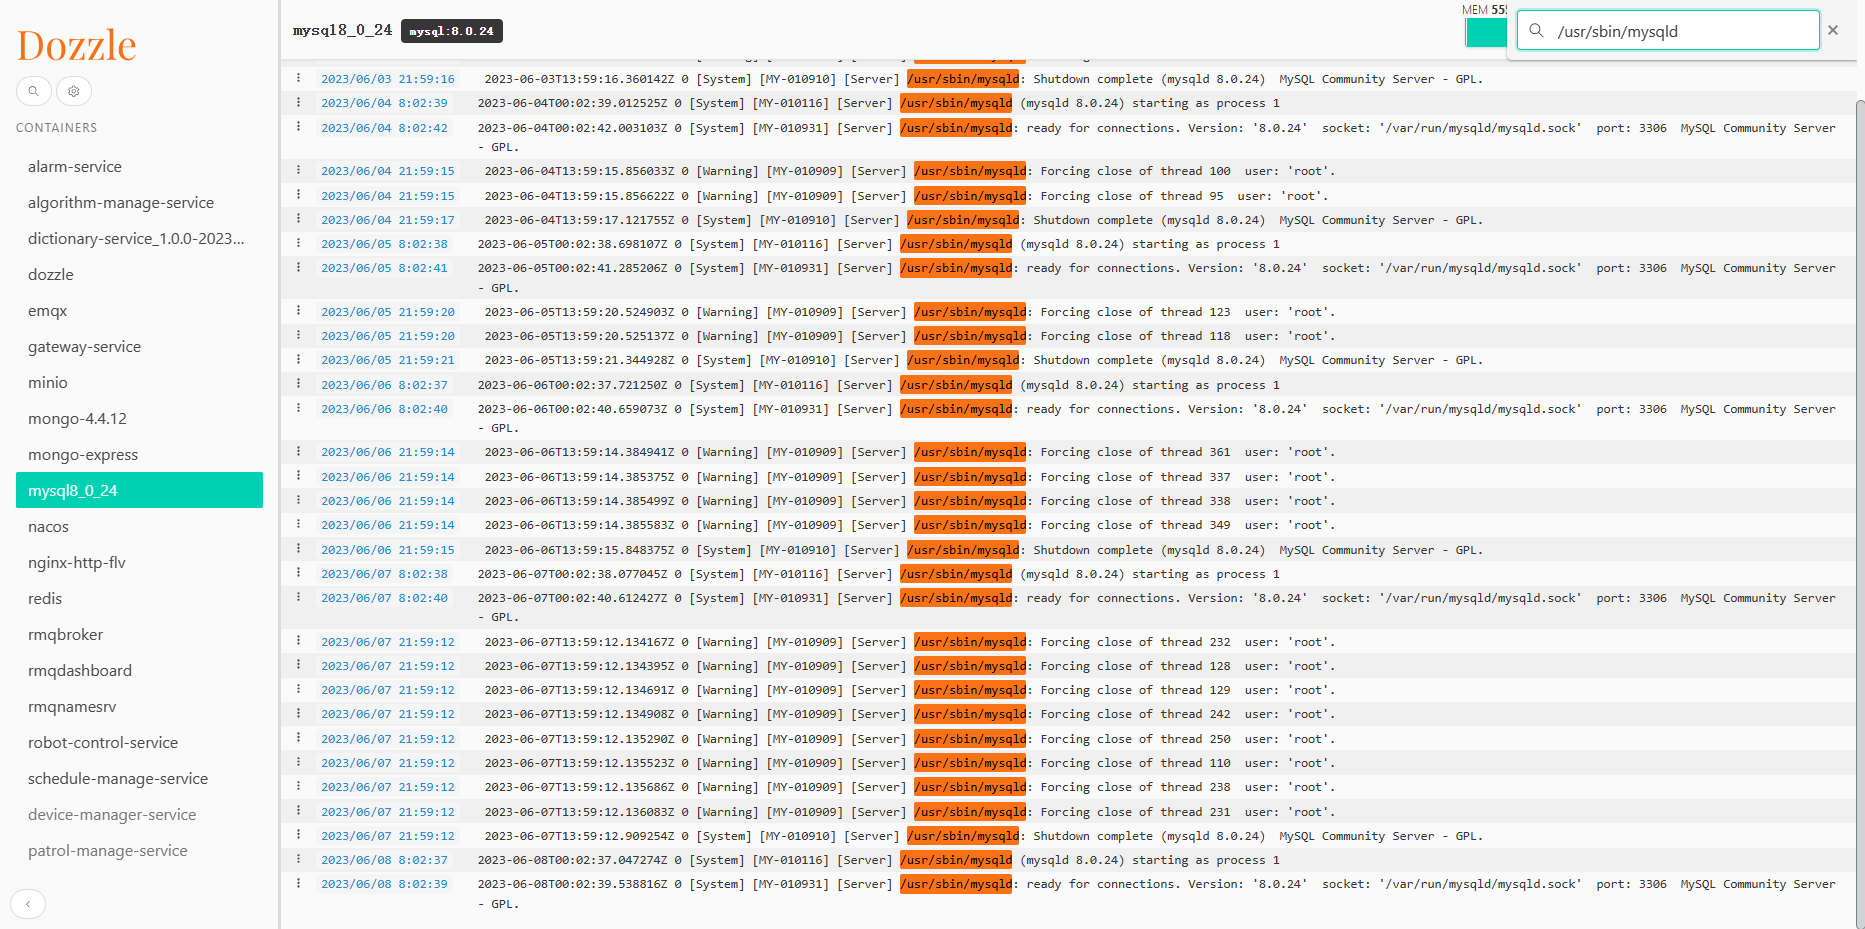 Dozzle
CONTAINERS
alarm-service
algorithm-manage-service
dictionary-service_1.0.0-2023...
dozzle
emqx
gateway-service
minio
mongo-4.4.12
mongo-express
mysql8_0_24
nacos
nginx-http-flv
redis
rmqbroker
rmqdashboard
rmqnamesrv
robot-control-service
schedule-manage-service
device-manager-service
patrol-manage-service
mysql8_0_24 mysql:8.0.24
MEM 555
/usr/sbin/mysqld
2023/06/03 21:59:16 2023-06-03T13:59:16.360142Z 0 [System] [MY-010910] [Server] /usr/sbin/mysqld: Shutdown complete (mysqld 8.0.24) MySQL Community Server - GPL.
2023/06/04 8:02:39 2023-06-04T00:02:39.012525Z 0 [System] [MY-010116] [Server] /usr/sbin/mysqld (mysqld 8.0.24) starting as process 1
2023/06/04 8:02:42 2023-06-04T00:02:42.003103Z 0 [System] [MY-010931] [Server] /usr/sbin/mysqld: ready for connections. Version: '8.0.24' socket: '/var/run/mysqld/mysqld.sock' port: 3306 MySQL Community Server
- GPL.
2023/06/04 21:59:15 2023-06-04T13:59:15.856033Z 0 [Warning] [MY-010909] [Server] /usr/sbin/mysqld: Forcing close of thread 100 user: 'root'.
2023/06/04 21:59:15 2023-06-04T13:59:15.856622Z 0 [Warning] [MY-010909] [Server] /usr/sbin/mysqld: Forcing close of thread 95 user: 'root'.
2023/06/04 21:59:17 2023-06-04T13:59:17.121755Z 0 [System] [MY-010910] [Server] /usr/sbin/mysqld: Shutdown complete (mysqld 8.0.24) MySQL Community Server - GPL.
2023/06/05 8:02:38 2023-06-05T00:02:38.698107Z 0 [System] [MY-010116] [Server] /usr/sbin/mysqld (mysqld 8.0.24) starting as process 1
2023/06/05 8:02:41 2023-06-05T00:02:41.285206Z 0 [System] [MY-010931] [Server] /usr/sbin/mysqld: ready for connections. Version: '8.0.24' socket: '/var/run/mysqld/mysqld.sock' port: 3306 MySQL Community Server
- GPL.
2023/06/05 21:59:20 2023-06-05T13:59:20.524903Z 0 [Warning] [MY-010909] [Server] /usr/sbin/mysqld: Forcing close of thread 123 user: 'root'.
2023/06/05 21:59:20 2023-06-05T13:59:20.525137Z 0 [Warning] [MY-010909] [Server] /usr/sbin/mysqld: Forcing close of thread 118 user: 'root'.
2023/06/05 21:59:21 2023-06-05T13:59:21.344928Z 0 [System] [MY-010910] [Server] /usr/sbin/mysqld: Shutdown complete (mysqld 8.0.24) MySQL Community Server - GPL.
2023/06/06 8:02:37 2023-06-06T00:02:37.721250Z 0 [System] [MY-010116] [Server] /usr/sbin/mysqld (mysqld 8.0.24) starting as process 1
2023/06/06 8:02:40 2023-06-06T00:02:40.659073Z 0 [System] [MY-010931] [Server] /usr/sbin/mysqld: ready for connections. Version: '8.0.24' socket: '/var/run/mysqld/mysqld.sock' port: 3306 MySQL Community Server
- GPL.
2023/06/06 21:59:14 2023-06-06T13:59:14.384941Z 0 [Warning] [MY-010909] [Server] /usr/sbin/mysqld: Forcing close of thread 361 user: 'root'.
2023/06/06 21:59:14 2023-06-06T13:59:14.385375Z 0 [Warning] [MY-010909] [Server] /usr/sbin/mysqld: Forcing close of thread 337 user: 'root'.
2023/06/06 21:59:14 2023-06-06T13:59:14.385499Z 0 [Warning] [MY-010909] [Server] /usr/sbin/mysqld: Forcing close of thread 338 user: 'root'.
2023/06/06 21:59:14 2023-06-06T13:59:14.385583Z 0 [Warning] [MY-010909] [Server] /usr/sbin/mysqld: Forcing close of thread 349 user: 'root'.
2023/06/06 21:59:15 2023-06-06T13:59:15.848375Z 0 [System] [MY-010910] [Server] /usr/sbin/mysqld: Shutdown complete (mysqld 8.0.24) MySQL Community Server - GPL.
2023/06/07 8:02:38 2023-06-07T00:02:38.077045Z 0 [System] [MY-010116] [Server] /usr/sbin/mysqld (mysqld 8.0.24) starting as process 1
2023/06/07 8:02:40 2023-06-07T00:02:40.612427Z 0 [System] [MY-010931] [Server] /usr/sbin/mysqld: ready for connections. Version: '8.0.24' socket: '/var/run/mysqld/mysqld.sock' port: 3306 MySQL Community Server
- GPL.
2023/06/07 21:59:12 2023-06-07T13:59:12.134167Z 0 [Warning] [MY-010909] [Server] /usr/sbin/mysqld: Forcing close of thread 232 user: 'root'.
2023/06/07 21:59:12 2023-06-07T13:59:12.134395Z 0 [Warning] [MY-010909] [Server] /usr/sbin/mysqld: Forcing close of thread 128 user: 'root'.
2023/06/07 21:59:12 2023-06-07T13:59:12.134691Z 0 [Warning] [MY-010909] [Server] /usr/sbin/mysqld: Forcing close of thread 129 user: 'root'.
2023/06/07 21:59:12 2023-06-07T13:59:12.134908Z 0 [Warning] [MY-010909] [Server] /usr/sbin/mysqld: Forcing close of thread 242 user: 'root'.
2023/06/07 21:59:12 2023-06-07T13:59:12.135290Z 0 [Warning] [MY-010909] [Server] /usr/sbin/mysqld: Forcing close of thread 250 user: 'root'.
2023/06/07 21:59:12 2023-06-07T13:59:12.135523Z 0 [Warning] [MY-010909] [Server] /usr/sbin/mysqld: Forcing close of thread 110 user: 'root'.
2023/06/07 21:59:12 2023-06-07T13:59:12.135686Z 0 [Warning] [MY-010909] [Server] /usr/sbin/mysqld: Forcing close of thread 238 user: 'root'.
2023/06/07 21:59:12 2023-06-07T13:59:12.136083Z 0 [Warning] [MY-010909] [Server] /usr/sbin/mysqld: Forcing close of thread 231 user: 'root'.
2023/06/07 21:59:12 2023-06-07T13:59:12.909254Z 0 [System] [MY-010910] [Server] /usr/sbin/mysqld: Shutdown complete (mysqld 8.0.24) MySQL Community Server - GPL.
2023/06/08 8:02:37 2023-06-08T00:02:37.047274Z 0 [System] [MY-010116] [Server] /usr/sbin/mysqld (mysqld 8.0.24) starting as process 1
2023/06/08 8:02:39 2023-06-08T00:02:39.538816Z 0 [System] [MY-010931] [Server] /usr/sbin/mysqld: ready for connections. Version: '8.0.24' socket: '/var/run/mysqld/mysqld.sock' port: 3306 MySQL Community Server
- GPL.